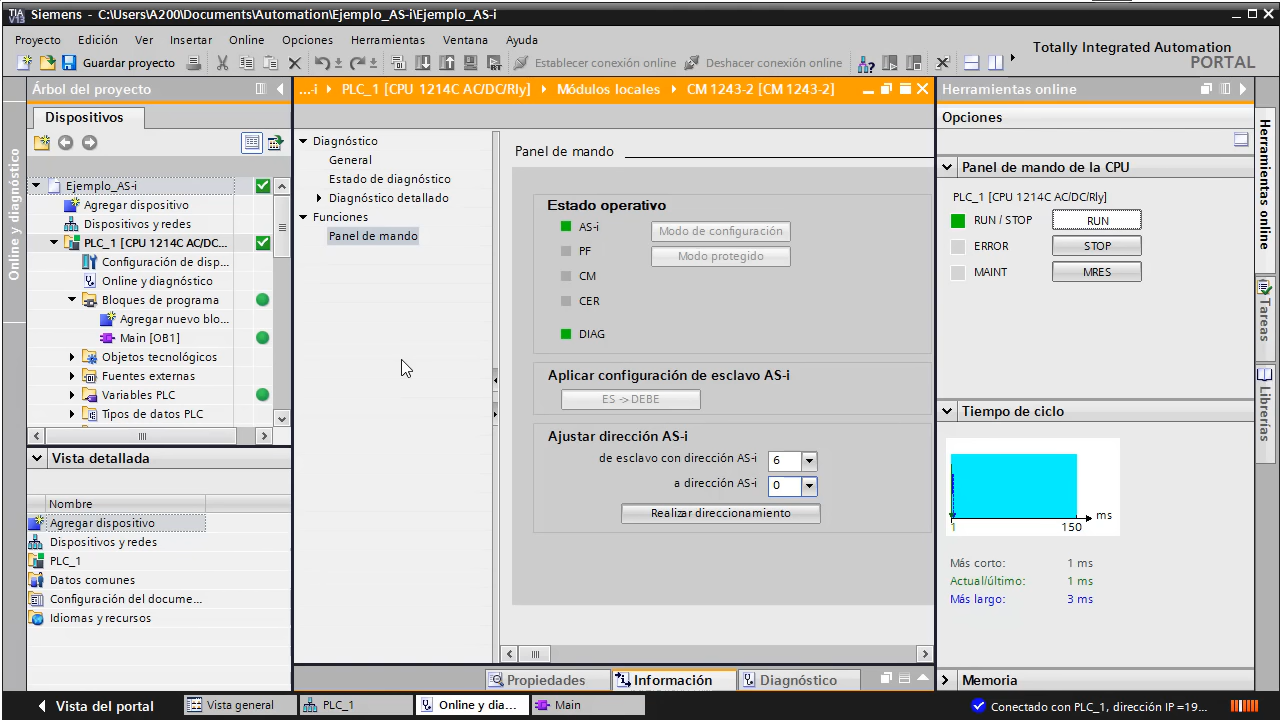 TIA V13
Siemens - C:\Users\A200\Documents\Automation\Ejemplo_AS-i\Ejemplo_AS-i
Proyecto Edición Ver Insertar Online Opciones Herramientas Ventana Ayuda
Totally Integrated Automation
PORTAL
Guardar proyecto Establecer conexión online Deshacer conexión online
Árbol del proyecto
Dispositivos
Online y diagnóstico
Ejemplo_AS-i
Agregar dispositivo
Dispositivos y redes
PLC_1 [CPU 1214C AC/DC...
Configuración de disp...
Online y diagnóstico
Bloques de programa
Agregar nuevo blo...
Main [OB1]
Objetos tecnológicos
Fuentes externas
Variables PLC
Tipos de datos PLC
Vista detallada
Nombre
Agregar dispositivo
Dispositivos y redes
PLC_1
Datos comunes
Configuración del docume...
Idiomas y recursos
...-i PLC_1 [CPU 1214C AC/DC/Rly] Módulos locales CM 1243-2 [CM 1243-2]
Diagnóstico
General
Estado de diagnóstico
Diagnóstico detallado
Funciones
Panel de mando
Panel de mando
Estado operativo
AS-i Modo de configuración
PF Modo protegido
CM
CER
DIAG
Aplicar configuración de esclavo AS-i
ES -> DEBE
Ajustar dirección AS-i
de esclavo con dirección AS-i 6
a dirección AS-i 0
Realizar direccionamiento
Propiedades Información Diagnóstico
Herramientas online
Opciones
Panel de mando de la CPU
PLC_1 [CPU 1214C AC/DC/Rly]
RUN / STOP RUN
ERROR STOP
MAINT MRES
Tiempo de ciclo
ms
1 150
Más corto: 1 ms
Actual/último: 1 ms
Más largo: 3 ms
Memoria
Herramientas online
Tareas
Librerías
Vista del portal Vista general PLC_1 Online y dia... Main
Conectado con PLC_1, dirección IP =19...